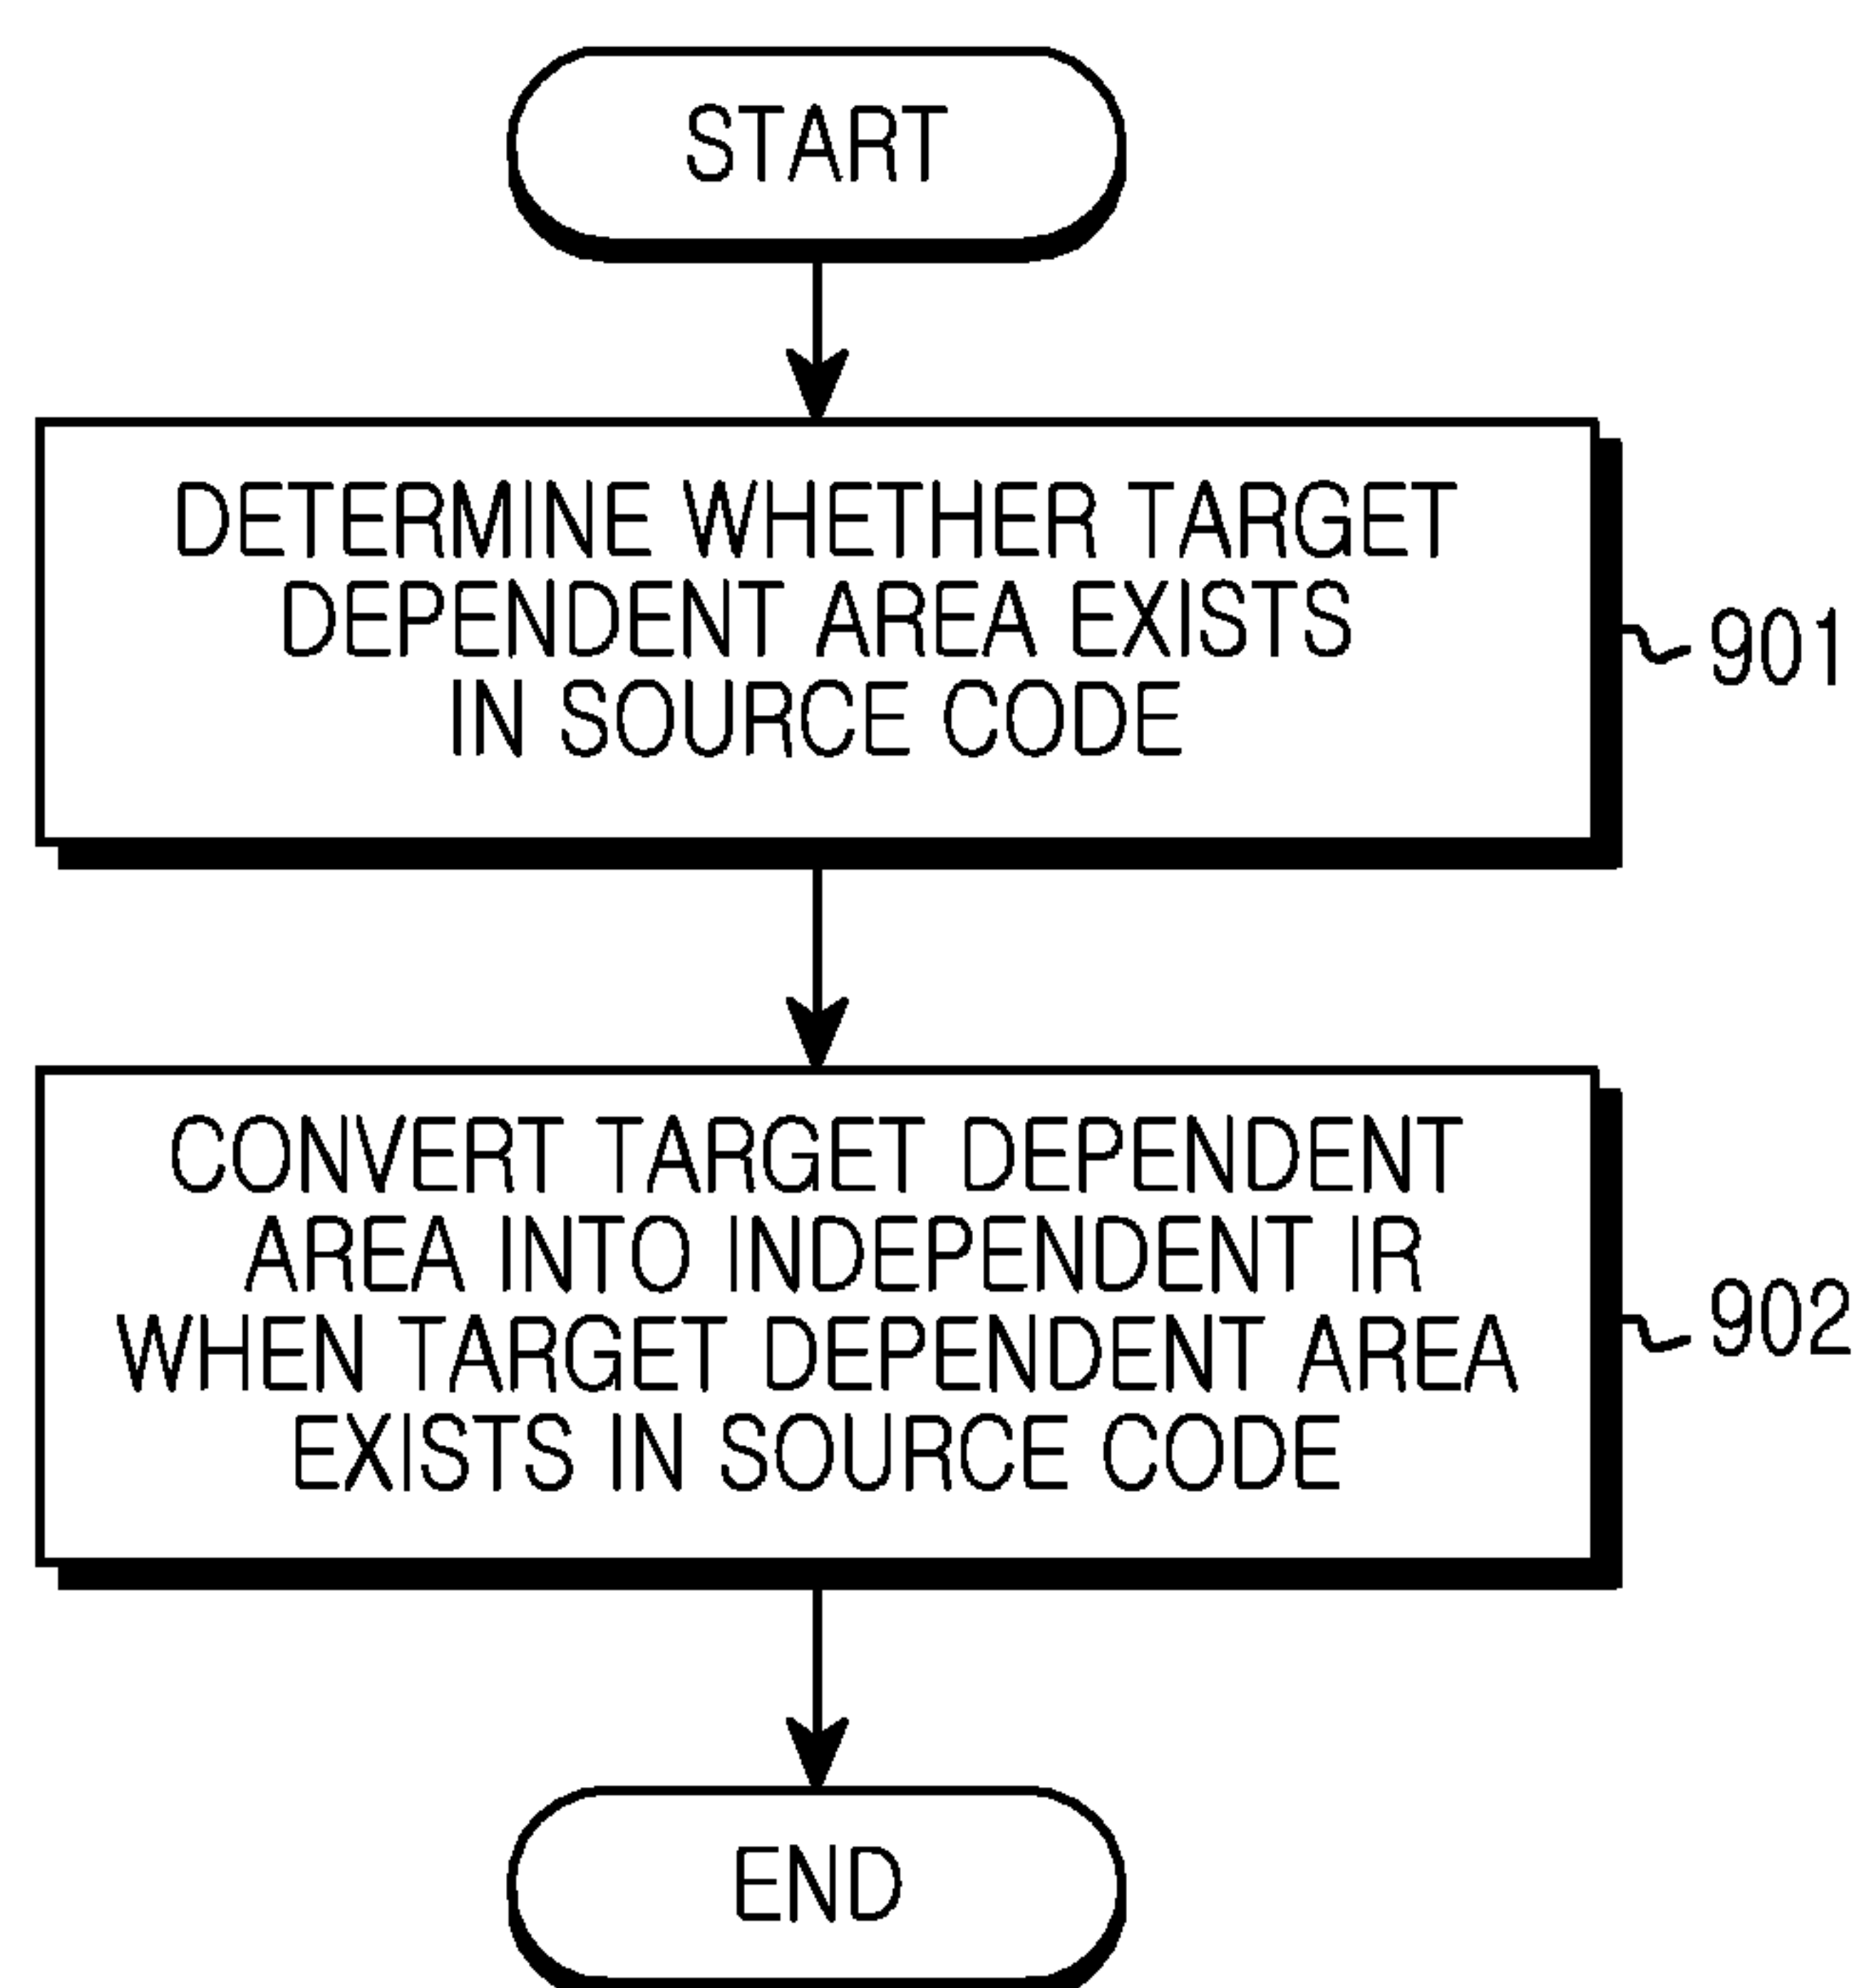 START
DETERMINE WHETHER TARGET
DEPENDENT AREA EXISTS
IN SOURCE CODE
901
CONVERT TARGET DEPENDENT
AREA INTO INDEPENDENT IR
WHEN TARGET DEPENDENT AREA
EXISTS IN SOURCE CODE
902
END